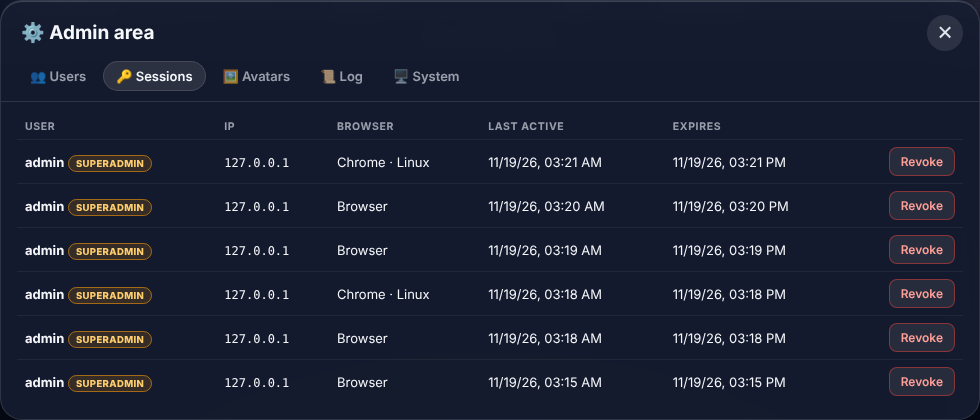 ⚙️ Admin area
✕
👥 Users 🔑 Sessions 🖼️ Avatars 📜 Log 🖥️ System
USER IP BROWSER LAST ACTIVE EXPIRES
admin SUPERADMIN 127.0.0.1 Chrome · Linux 11/19/26, 03:21 AM 11/19/26, 03:21 PM Revoke
admin SUPERADMIN 127.0.0.1 Browser 11/19/26, 03:20 AM 11/19/26, 03:20 PM Revoke
admin SUPERADMIN 127.0.0.1 Browser 11/19/26, 03:19 AM 11/19/26, 03:19 PM Revoke
admin SUPERADMIN 127.0.0.1 Chrome · Linux 11/19/26, 03:18 AM 11/19/26, 03:18 PM Revoke
admin SUPERADMIN 127.0.0.1 Browser 11/19/26, 03:18 AM 11/19/26, 03:18 PM Revoke
admin SUPERADMIN 127.0.0.1 Browser 11/19/26, 03:15 AM 11/19/26, 03:15 PM Revoke